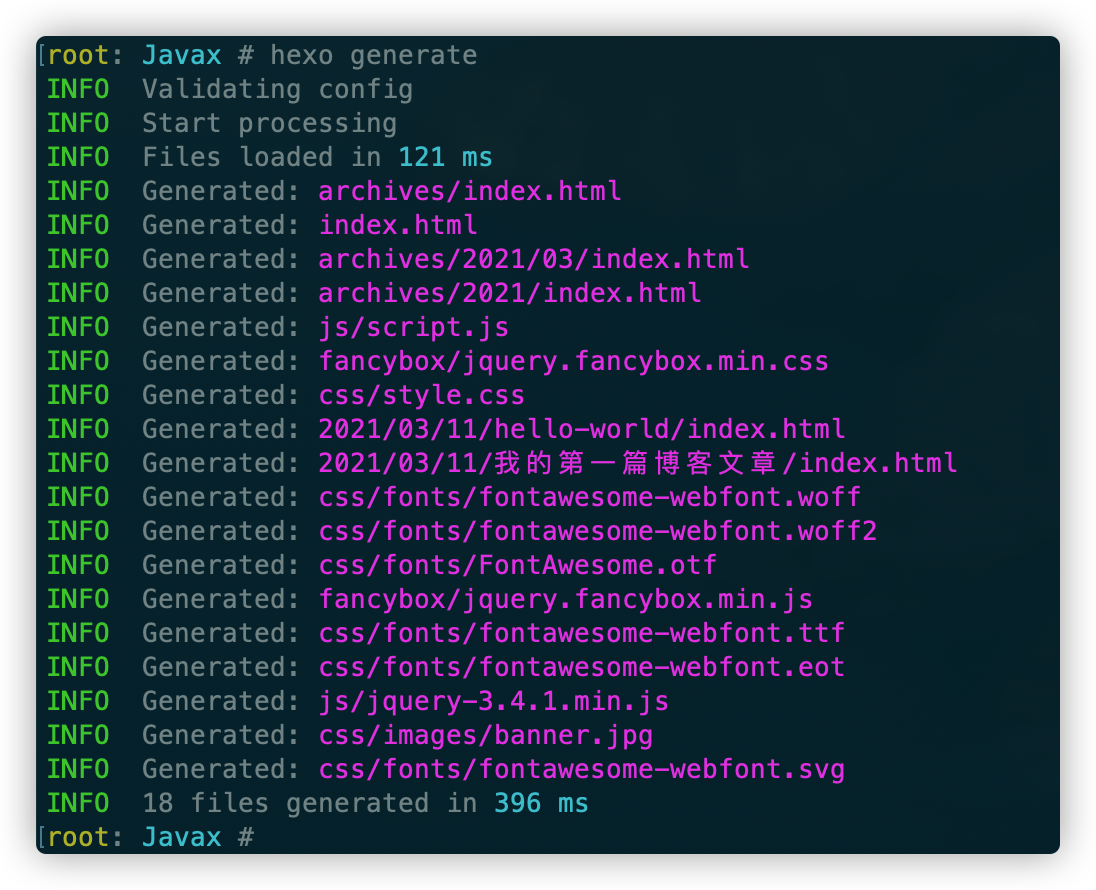 [root: Javax # hexo generate
INFO  Validating config
INFO  Start processing
INFO  Files loaded in 121 ms
INFO  Generated: archives/index.html
INFO  Generated: index.html
INFO  Generated: archives/2021/03/index.html
INFO  Generated: archives/2021/index.html
INFO  Generated: js/script.js
INFO  Generated: fancybox/jquery.fancybox.min.css
INFO  Generated: css/style.css
INFO  Generated: 2021/03/11/hello-world/index.html
INFO  Generated: 2021/03/11/我的第一篇博客文章/index.html
INFO  Generated: css/fonts/fontawesome-webfont.woff
INFO  Generated: css/fonts/fontawesome-webfont.woff2
INFO  Generated: css/fonts/FontAwesome.otf
INFO  Generated: fancybox/jquery.fancybox.min.js
INFO  Generated: css/fonts/fontawesome-webfont.ttf
INFO  Generated: css/fonts/fontawesome-webfont.eot
INFO  Generated: js/jquery-3.4.1.min.js
INFO  Generated: css/images/banner.jpg
INFO  Generated: css/fonts/fontawesome-webfont.svg
INFO  18 files generated in 396 ms
[root: Javax #